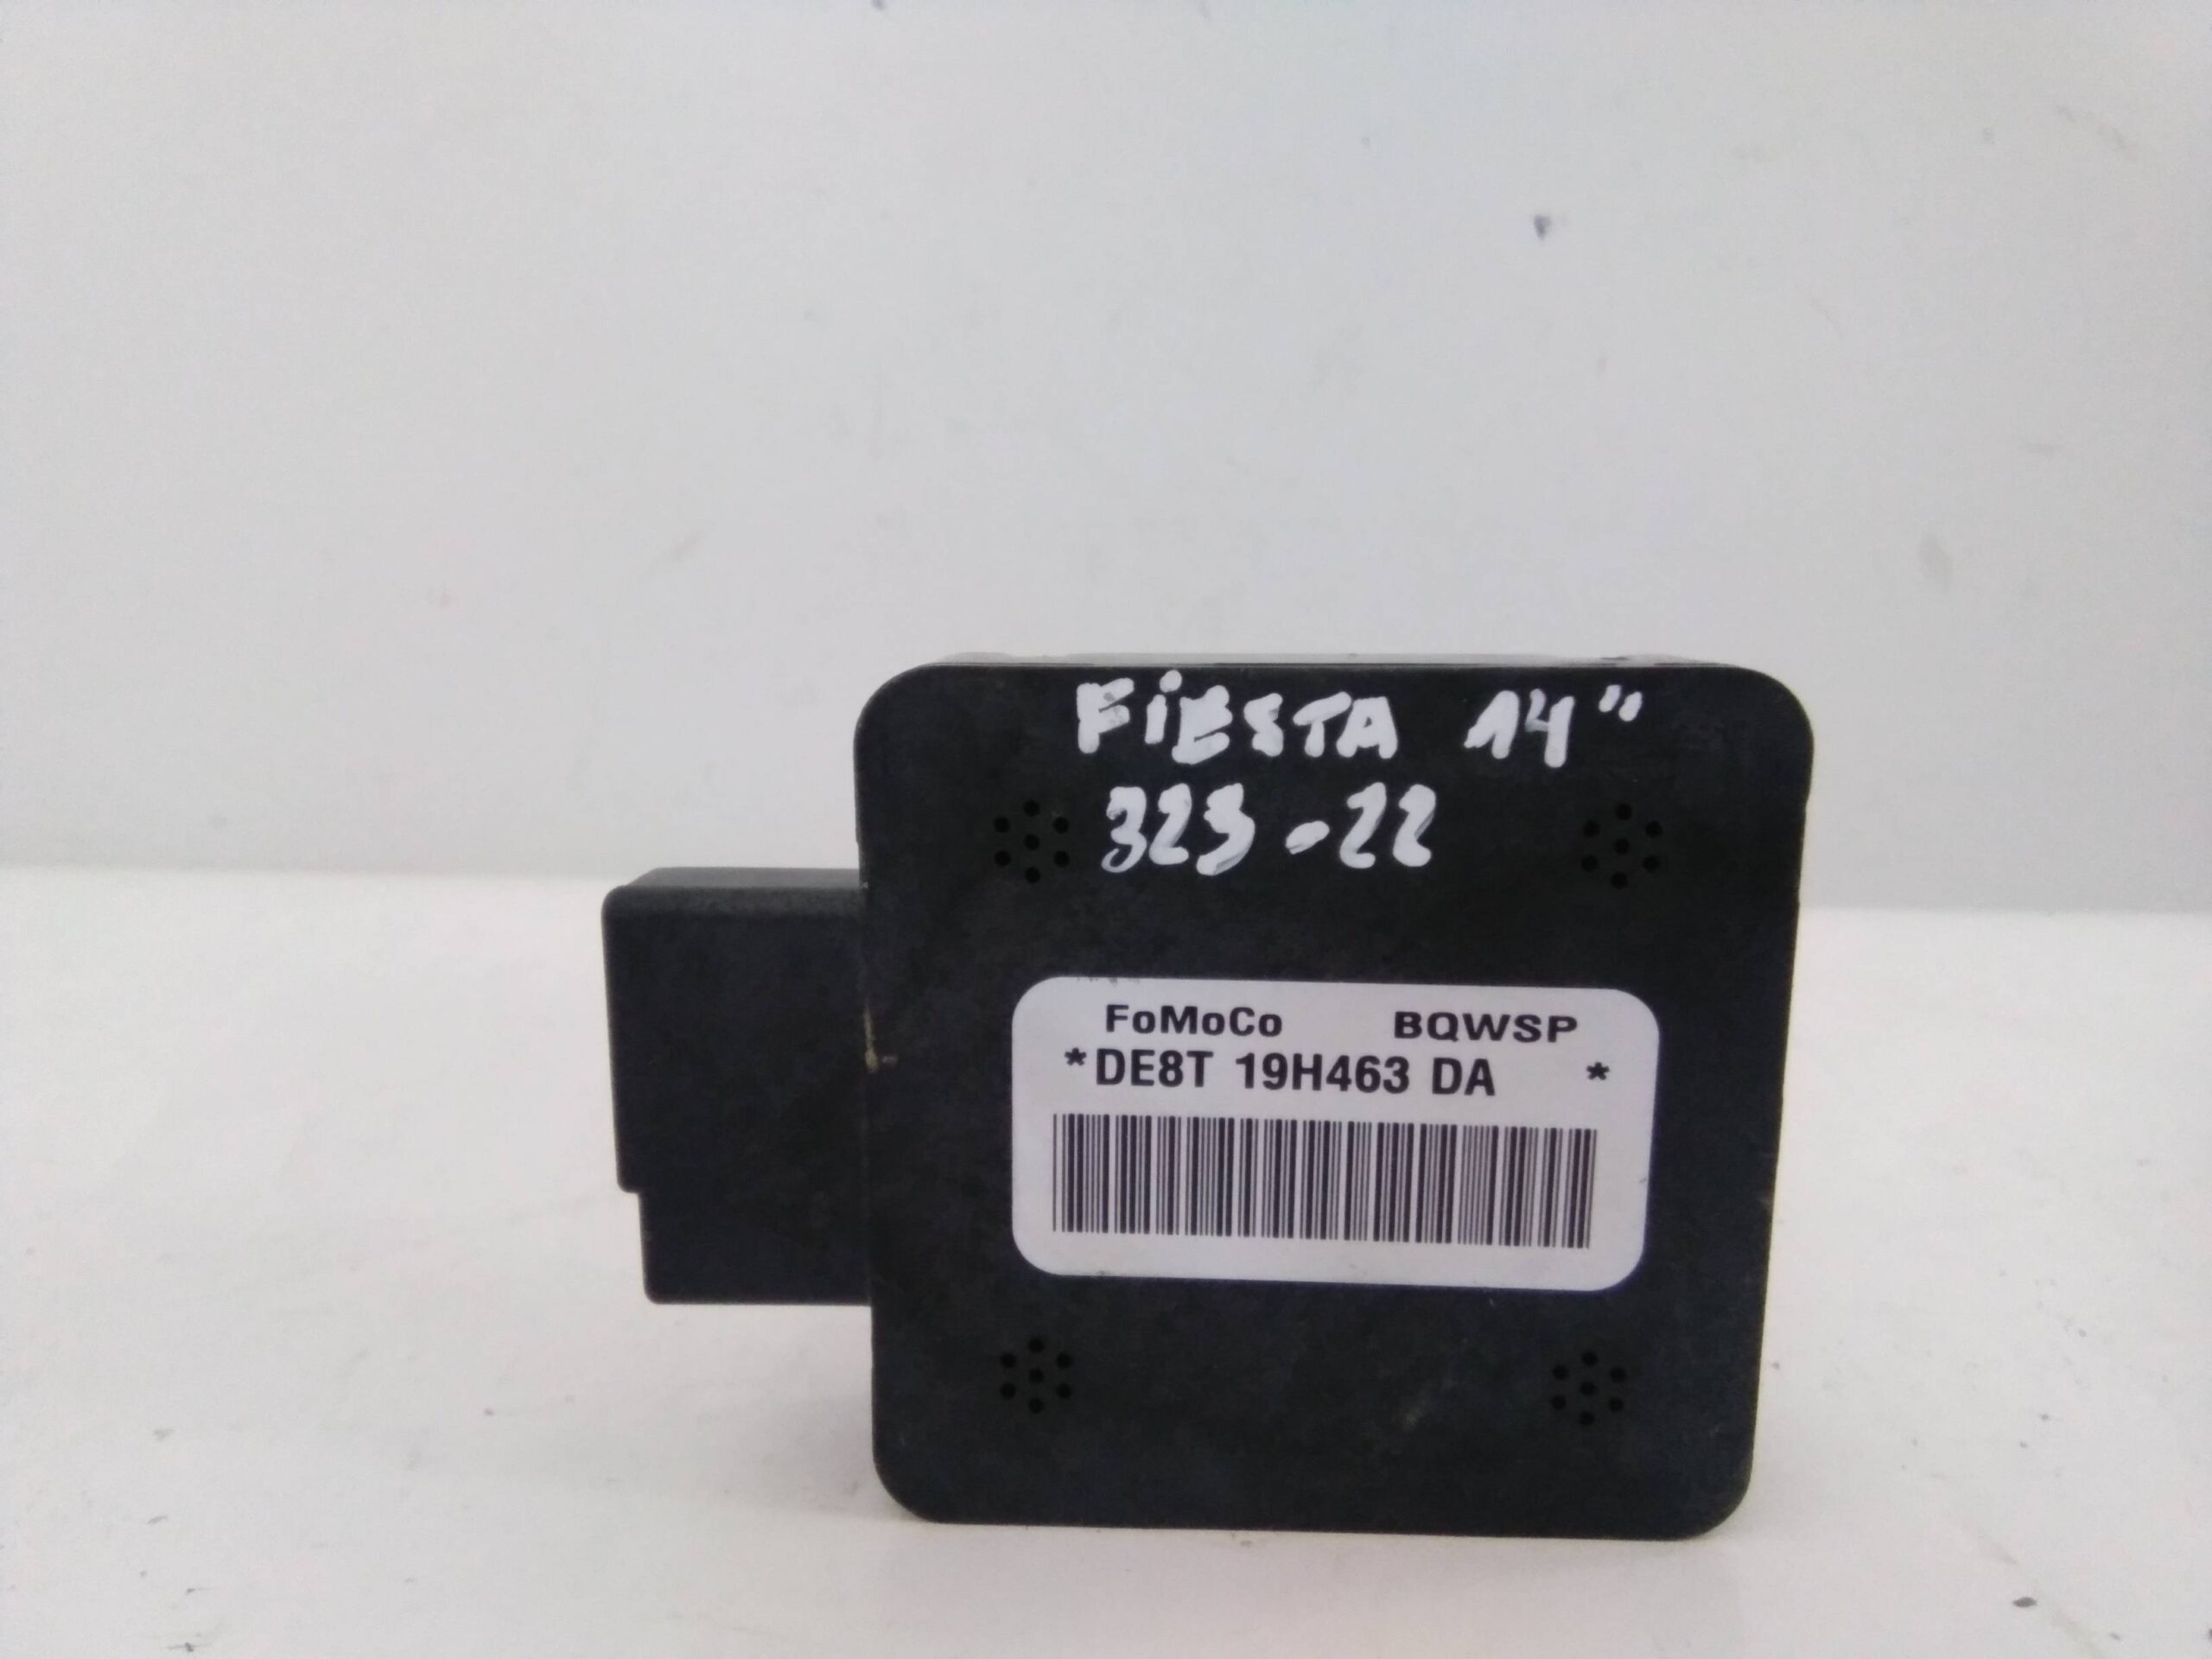 FiESTA 14"
323-22
FoMoCo BQWSP
*DE8T 19H463 DA *